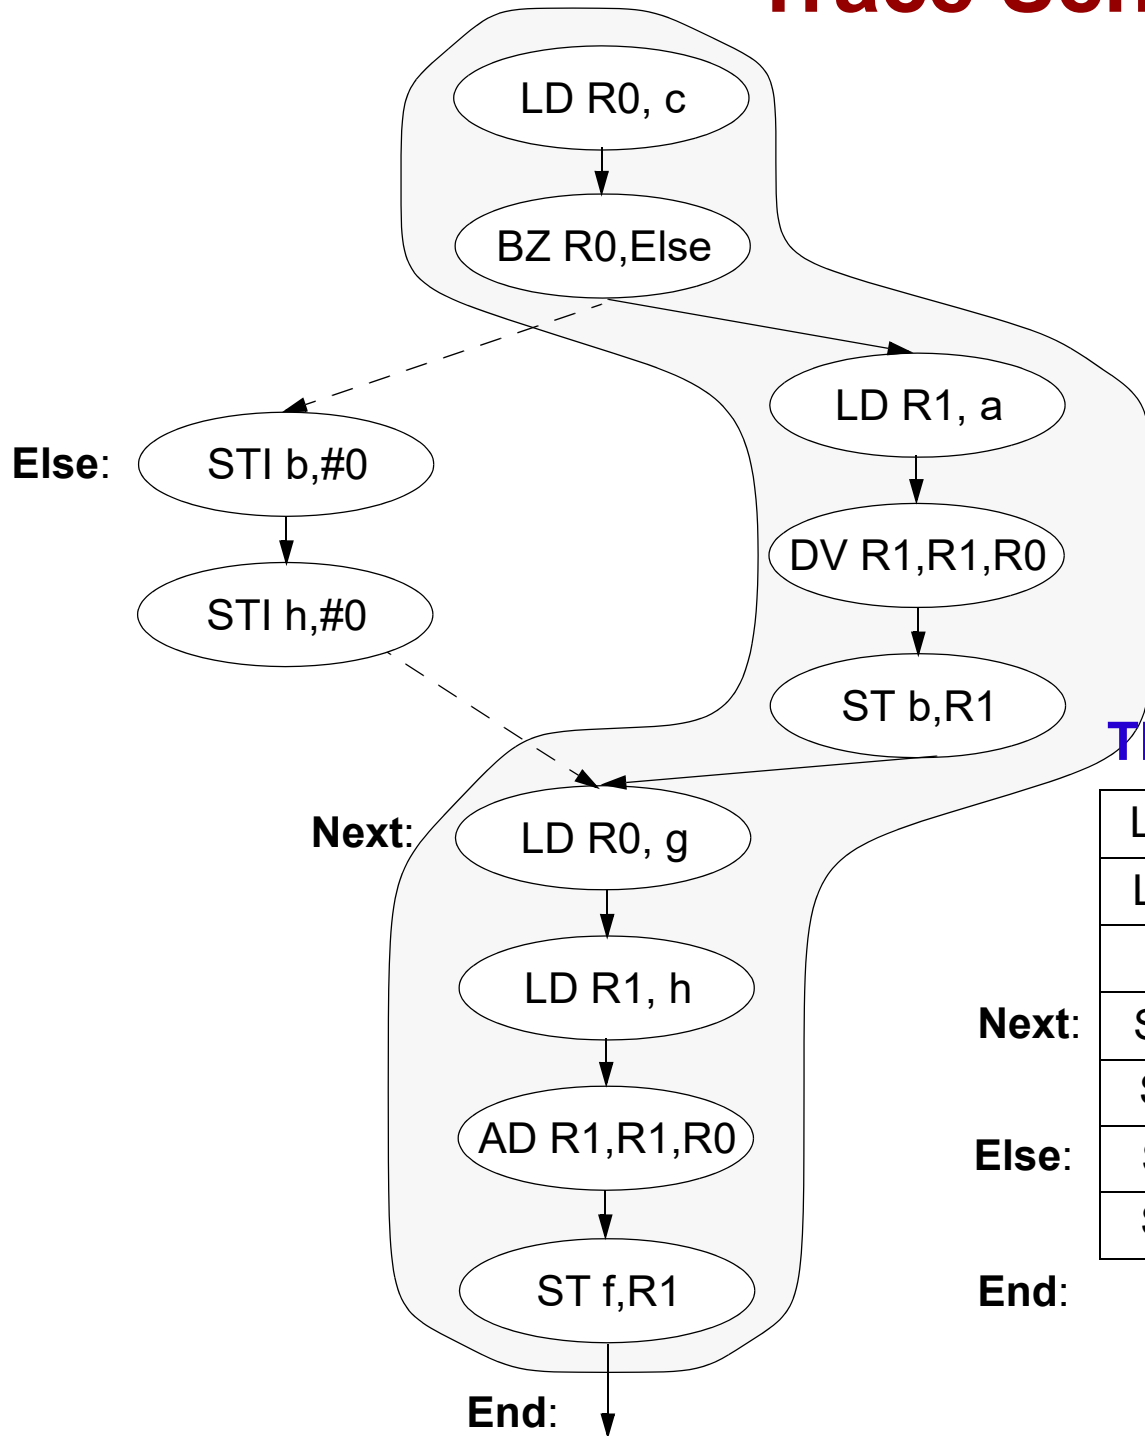 LD R0, c
BZ R0,Else
LD R1, a
Else: STI b,#0
DV R1,R1,R0
STI h,#0
ST b,R1
Next: LD R0, g
LD R1, h
Next:
AD R1,R1,R0
Else:
ST f,R1
End:
End: